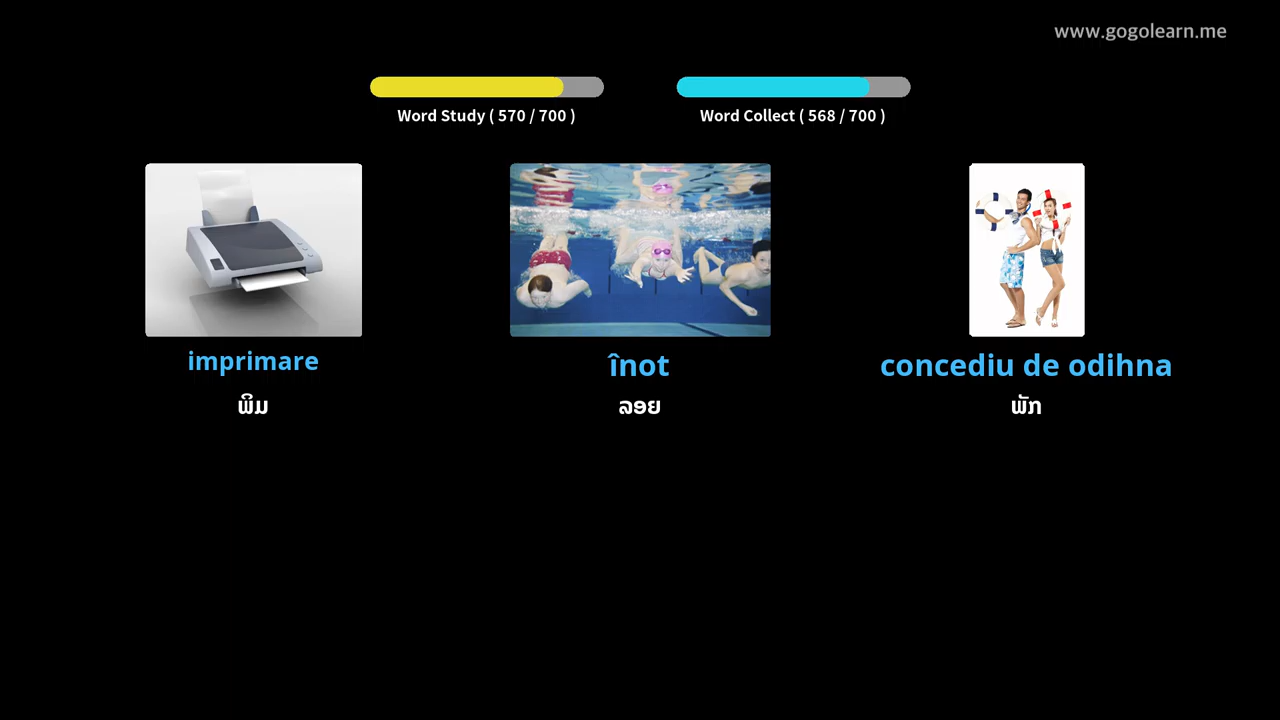 www.gogolearn.me
Word Study ( 570 / 700 )
Word Collect ( 568 / 700 )
imprimare
înot
concediu de odihna
ພິມ
ລອຍ
ພັກ